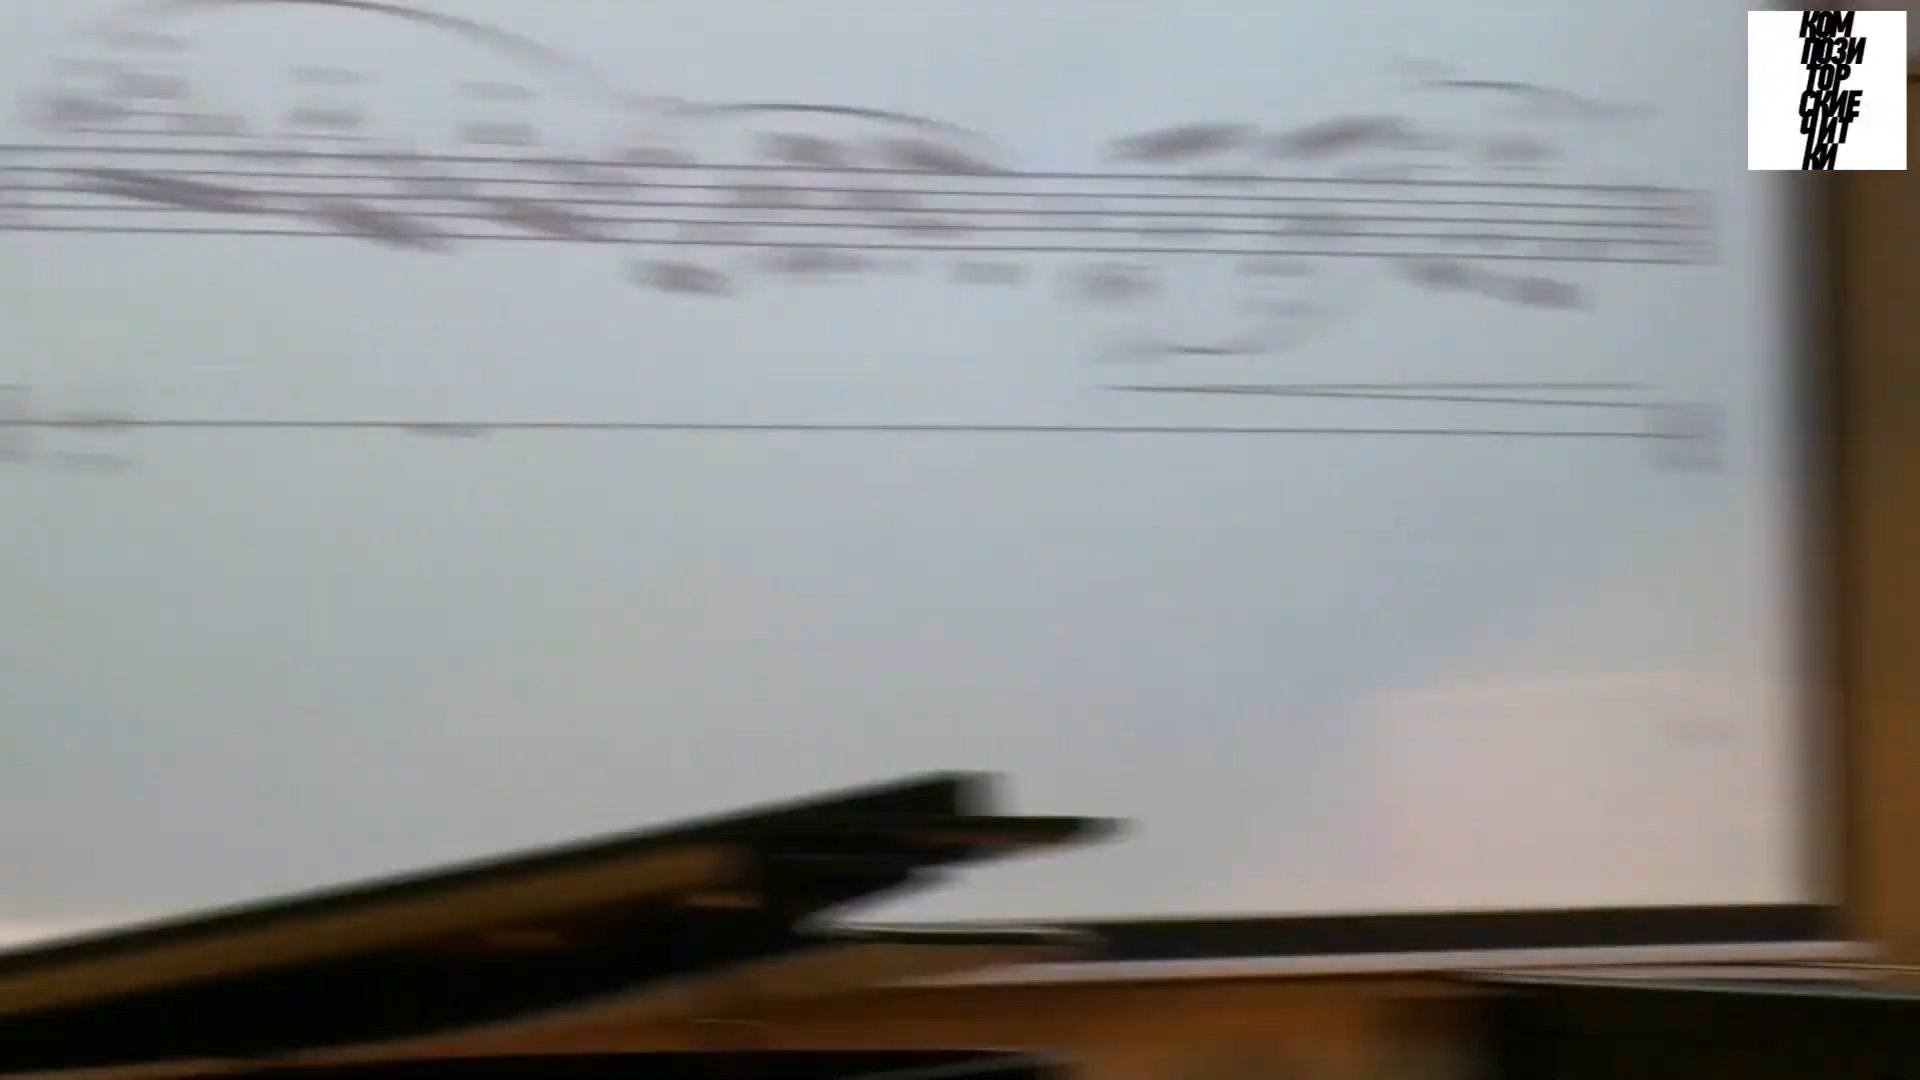 КОМ
ПОЗИ
ТОР
СКИЕ
ЧИТ
КИ